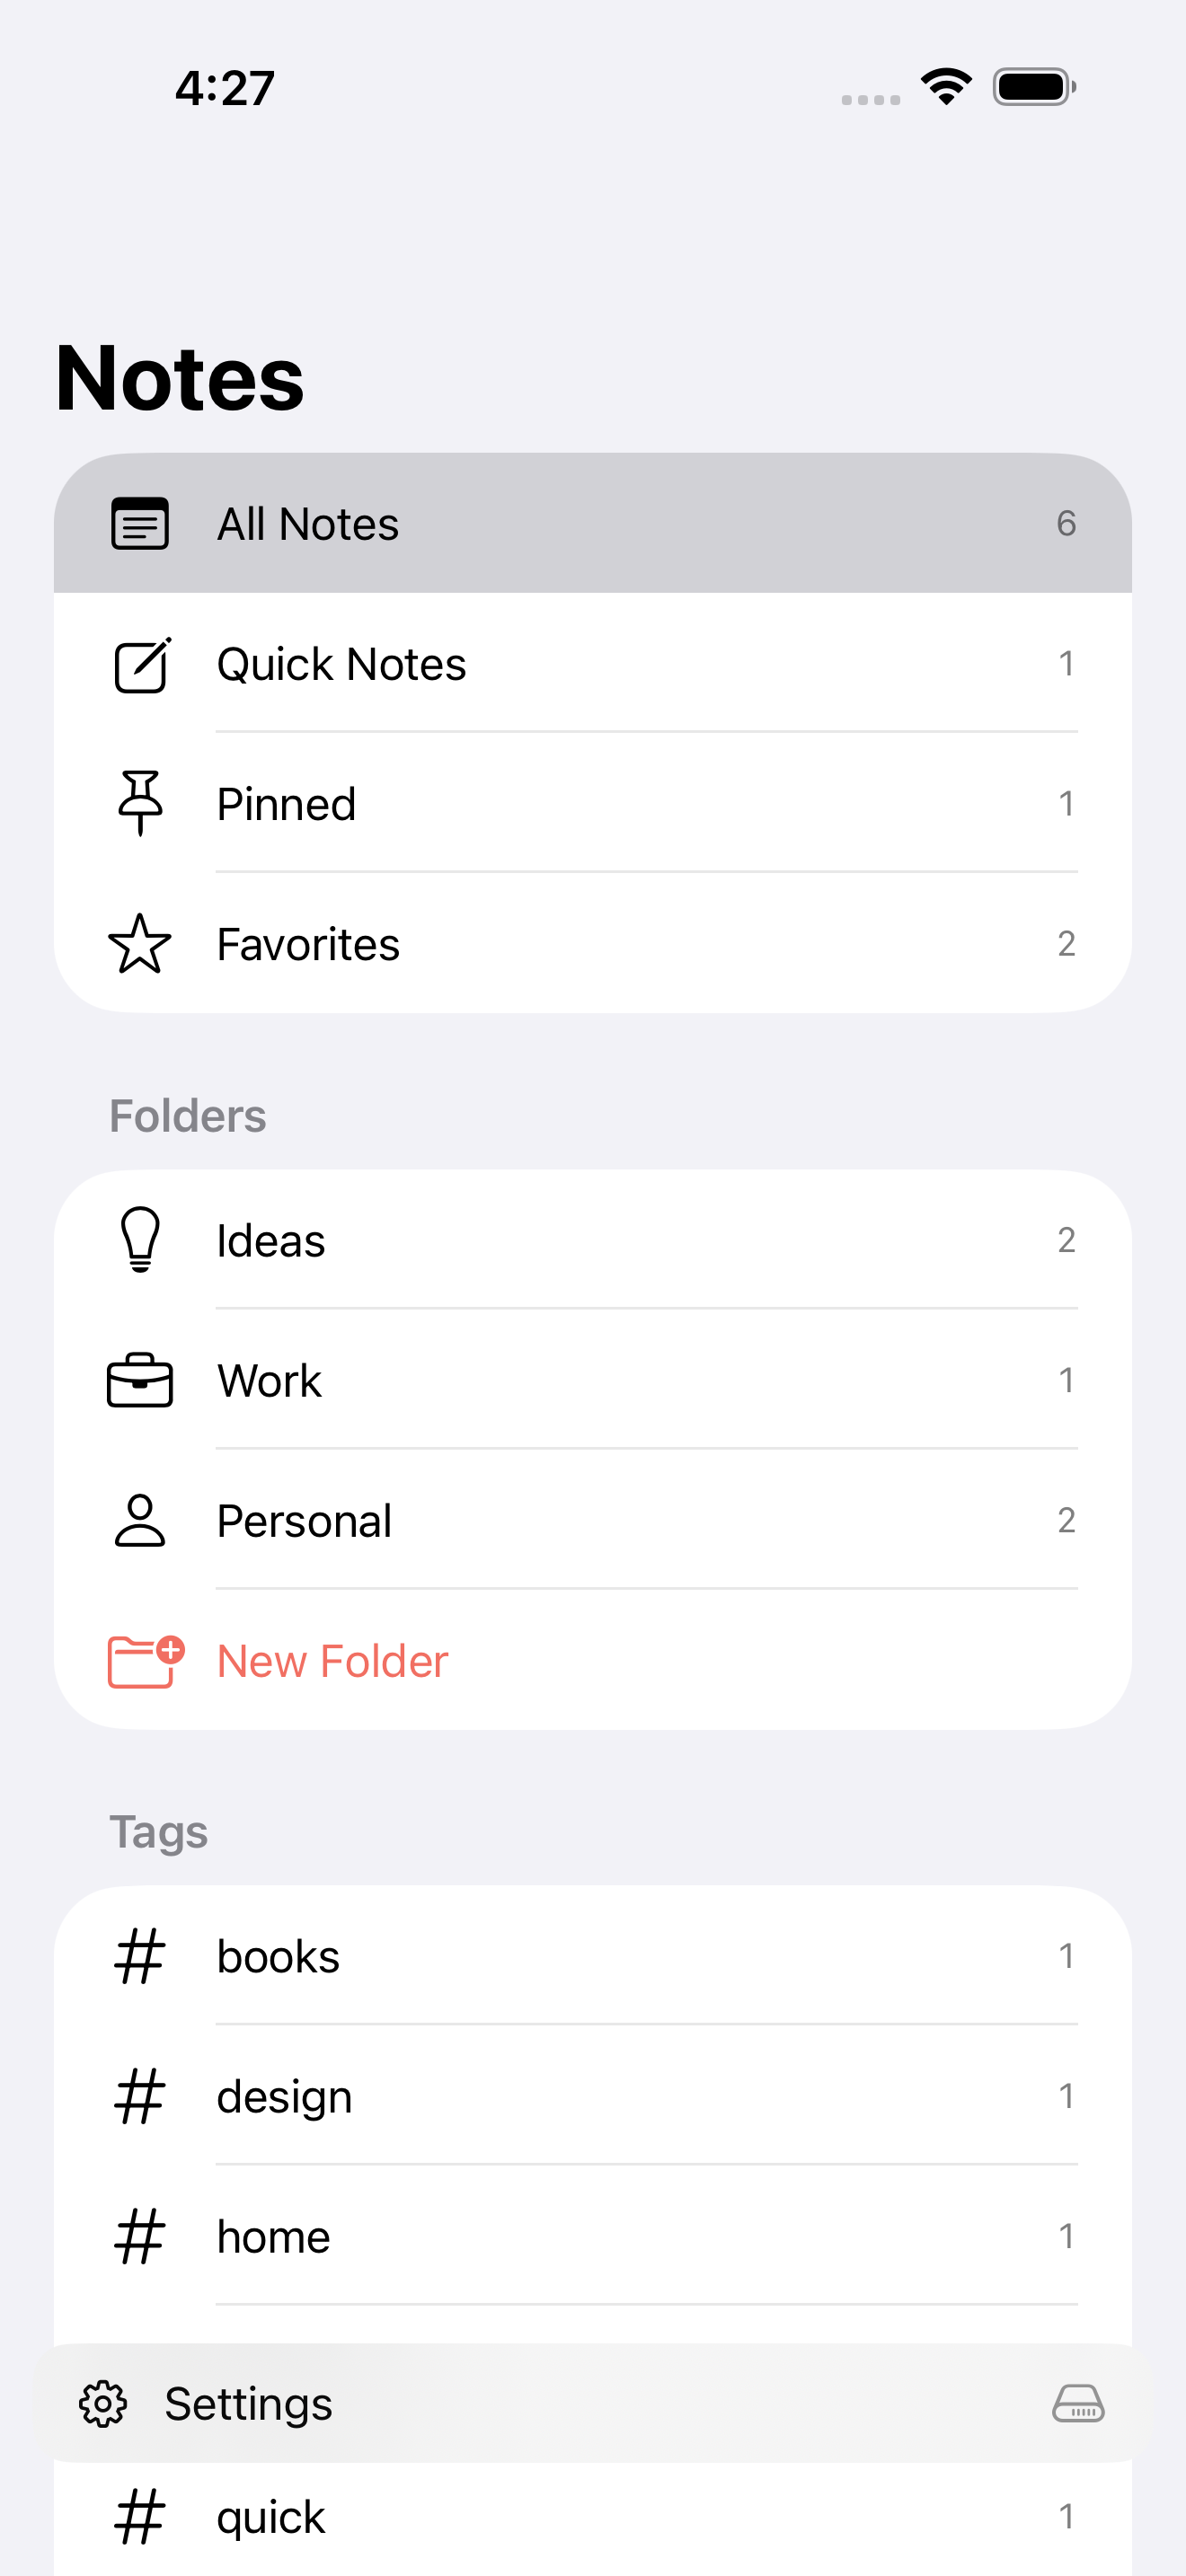 4:27
Notes
All Notes 6
Quick Notes 1
Pinned 1
Favorites 2
Folders
Ideas 2
Work 1
Personal 2
New Folder
Tags
# books 1
# design 1
# home 1
Settings
# quick 1